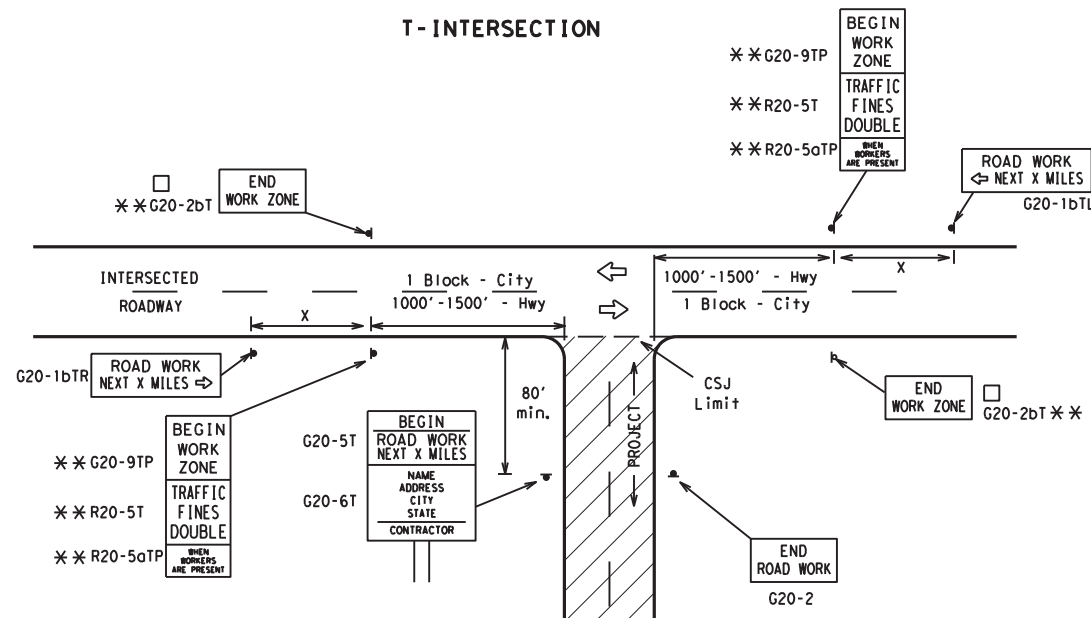 T-INTERSECTION
BEGIN
WORK
ZONE
TRAFFIC
FINES
DOUBLE
WHEN
WORKERS
ARE PRESENT
**G20-9TP
**R20-5T
**R20-5aTP
ROAD WORK
⇦ NEXT X MILES
G20-1bTL
□
**G20-2bT
END
WORK ZONE
INTERSECTED
ROADWAY
1 Block - City
1000'-1500' - Hwy
1000'-1500' - Hwy
1 Block - City
X
X
G20-1bTR
ROAD WORK
NEXT X MILES ⇨
80'
min.
PROJECT
CSJ
Limit
END
WORK ZONE
□
G20-2bT **
**G20-9TP
**R20-5T
**R20-5aTP
BEGIN
WORK
ZONE
TRAFFIC
FINES
DOUBLE
WHEN
WORKERS
ARE PRESENT
G20-5T
G20-6T
BEGIN
ROAD WORK
NEXT X MILES
NAME
ADDRESS
CITY
STATE
CONTRACTOR
END
ROAD WORK
G20-2